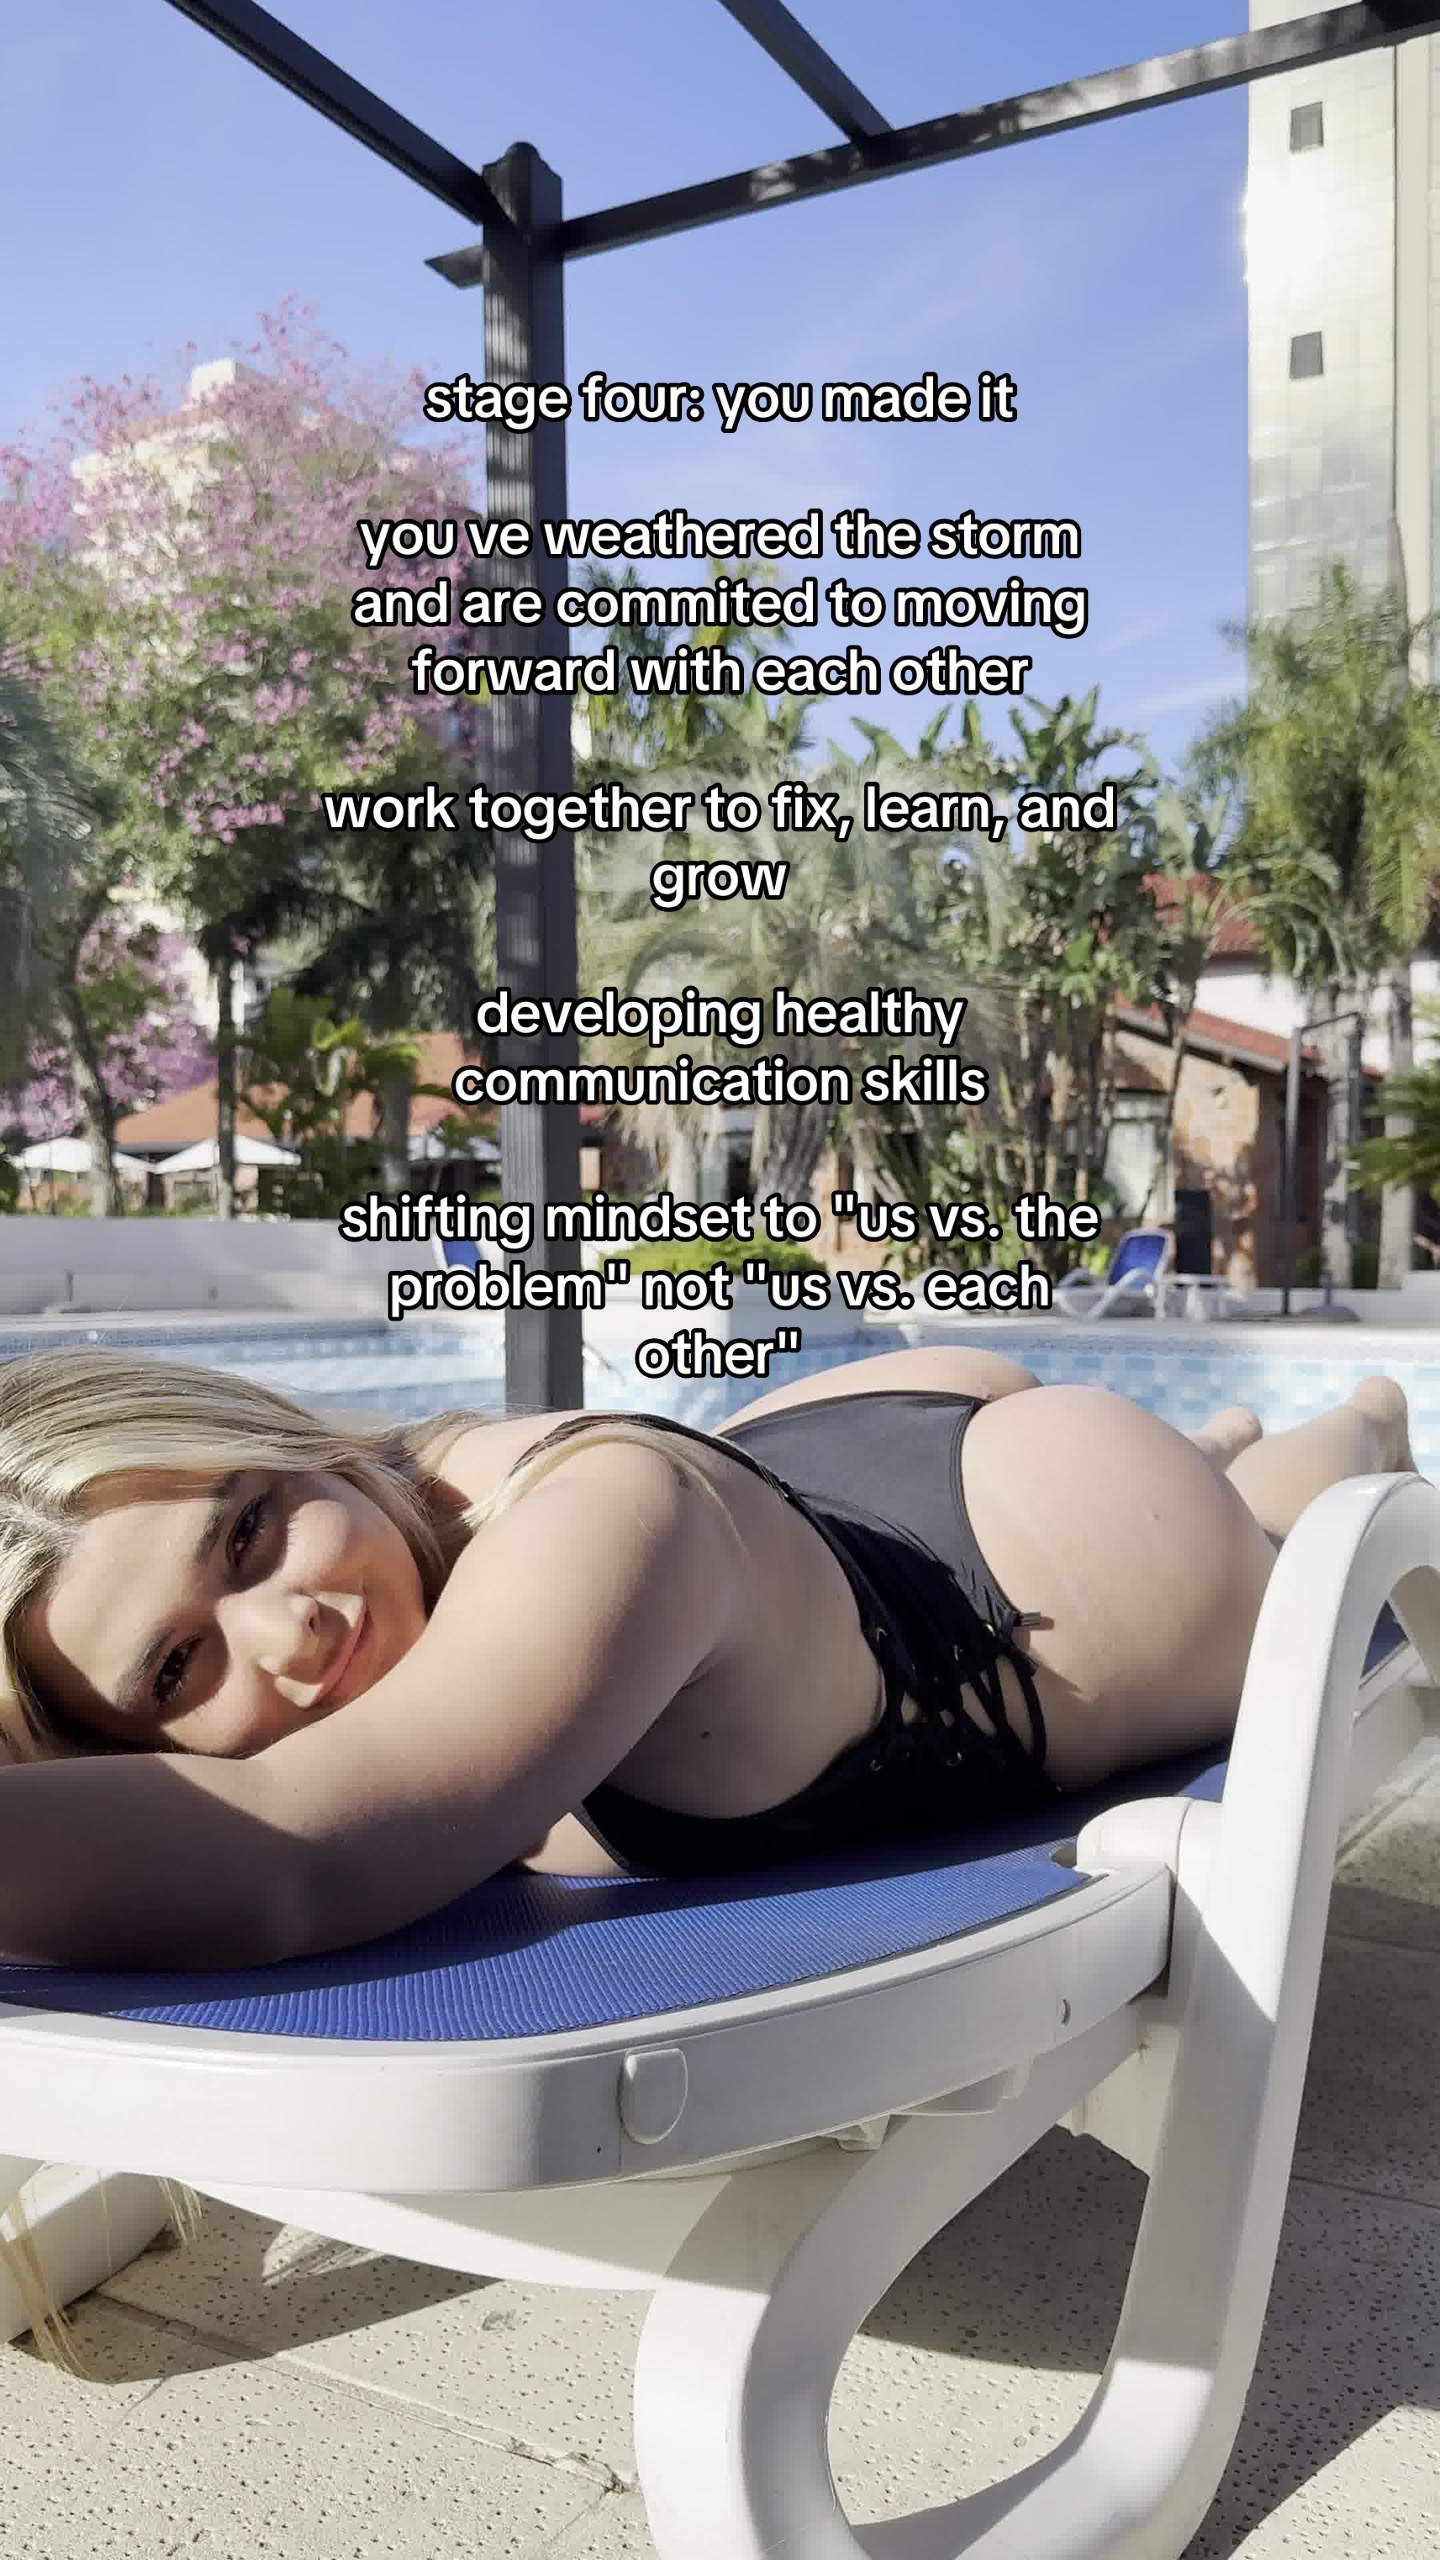 stage four: you made it
you ve weathered the storm
and are commited to moving
forward with each other
work together to fix, learn, and
grow
developing healthy
communication skills
shifting mindset to "us vs. the
problem" not "us vs. each
other"